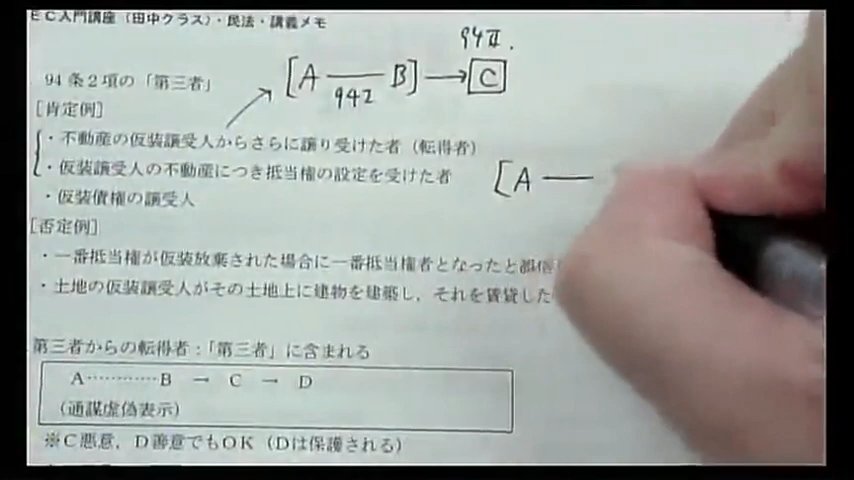 EC入門講座（田中クラス）・民法・講義メモ
94Ⅱ.
[A ― B] → C
942
94条2項の「第三者」
［肯定例］
・不動産の仮装譲受人からさらに譲り受けた者（転得者）
・仮装譲受人の不動産につき抵当権の設定を受けた者
[A ―
・仮装債権の譲受人
［否定例］
・一番抵当権が仮装放棄された場合に一番抵当権者となったと
・土地の仮装譲受人がその土地上に建物を建築し，それを賃貸した
第三者からの転得者：「第三者」に含まれる
A…………B → C → D
（通謀虚偽表示）
※C悪意，D善意でもOK（Dは保護される）